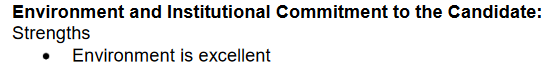 Environment and Institutional Commitment to the Candidate:
Strengths
• Environment is excellent